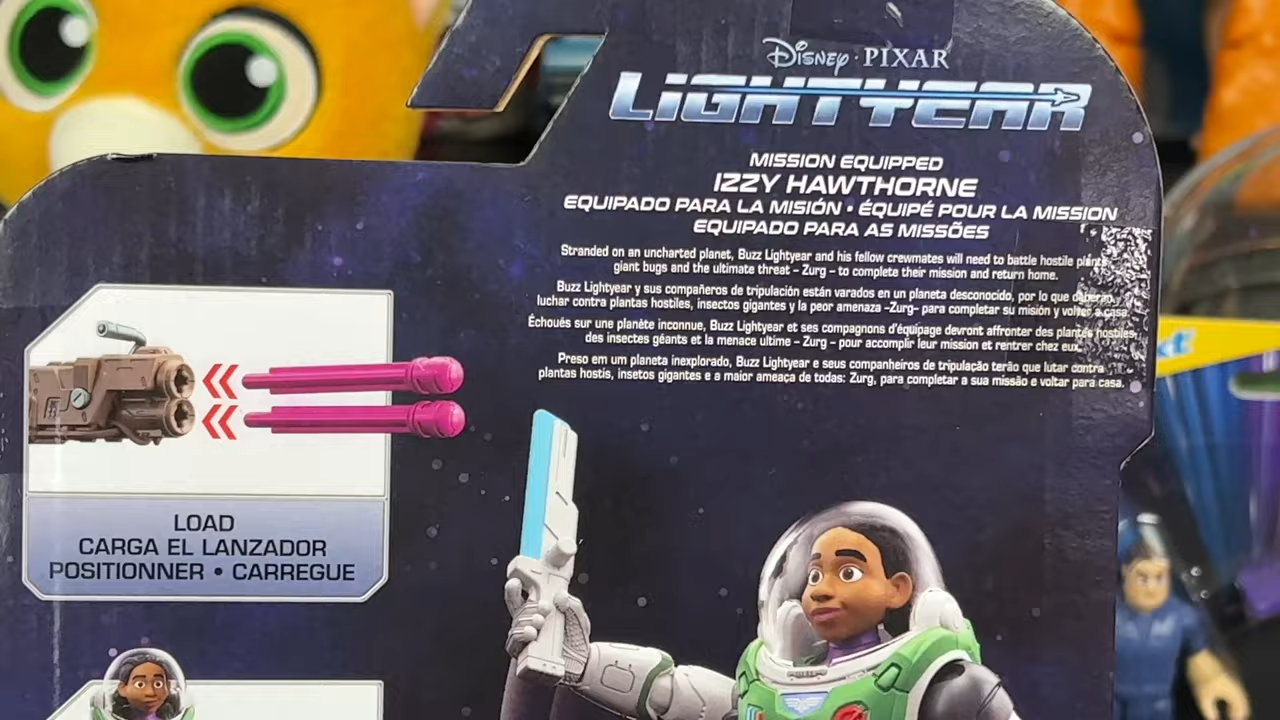 Disney · PIXAR
LiGHTYEAR
MISSION EQUIPPED
IZZY HAWTHORNE
EQUIPADO PARA LA MISIÓN • ÉQUIPÉ POUR LA MISSION
EQUIPADO PARA AS MISSÕES
Stranded on an uncharted planet, Buzz Lightyear and his fellow crewmates will need to battle hostile plants,
giant bugs and the ultimate threat – Zurg – to complete their mission and return home.
Buzz Lightyear y sus compañeros de tripulación están varados en un planeta desconocido, por lo que deberán
luchar contra plantas hostiles, insectos gigantes y la peor amenaza –Zurg– para completar su misión y volver a casa.
Échoués sur une planète inconnue, Buzz Lightyear et ses compagnons d'équipage devront affronter des plantes hostiles,
des insectes géants et la menace ultime – Zurg – pour accomplir leur mission et rentrer chez eux.
Preso em um planeta inexplorado, Buzz Lightyear e seus companheiros de tripulação terão que lutar contra
plantas hostis, insetos gigantes e a maior ameaça de todas: Zurg, para completar a sua missão e voltar para casa.
LOAD
CARGA EL LANZADOR
POSITIONNER • CARREGUE